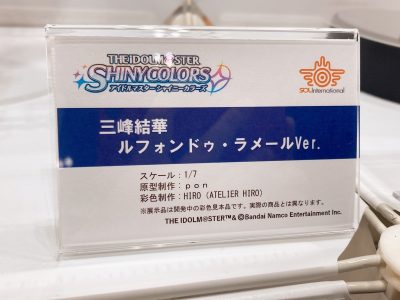 THE IDOLM@STER
SHINY COLORS
アイドルマスターシャイニーカラーズ
SOL International
三峰結華
ルフォンドゥ・ラメールVer.
スケール：1/7
原型制作：ｐｏｎ
彩色制作：HIRO（ATELIER HIRO）
※展示品は開発中の彩色見本品です。実際の商品とは異なります。
THE IDOLM@STER™& ©Bandai Namco Entertainment Inc.